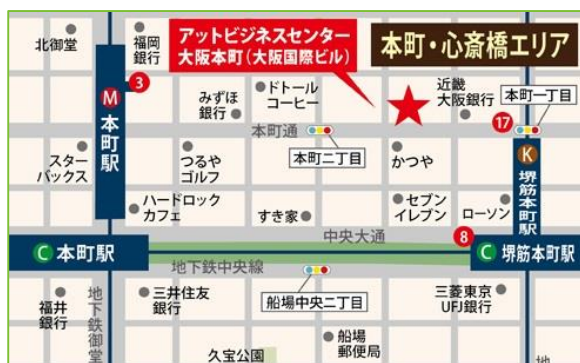 アットビジネスセンター
大阪本町(大阪国際ビル)
本町・心斎橋エリア
北御堂
福岡
銀行
3
M
本町駅
みずほ
銀行
ドトール
コーヒー
近畿
大阪銀行
本町一丁目
17
本町通
本町二丁目
K
堺筋本町駅
スター
バックス
つるや
ゴルフ
かつや
ハードロック
カフェ
すき家
セブン
イレブン
ローソン
中央大通
8
C 本町駅
C 堺筋本町駅
地下鉄中央線
福井
銀行
地下鉄御堂
三井住友
銀行
船場中央二丁目
三菱東京
UFJ銀行
久宝公園
船場
郵便局
地